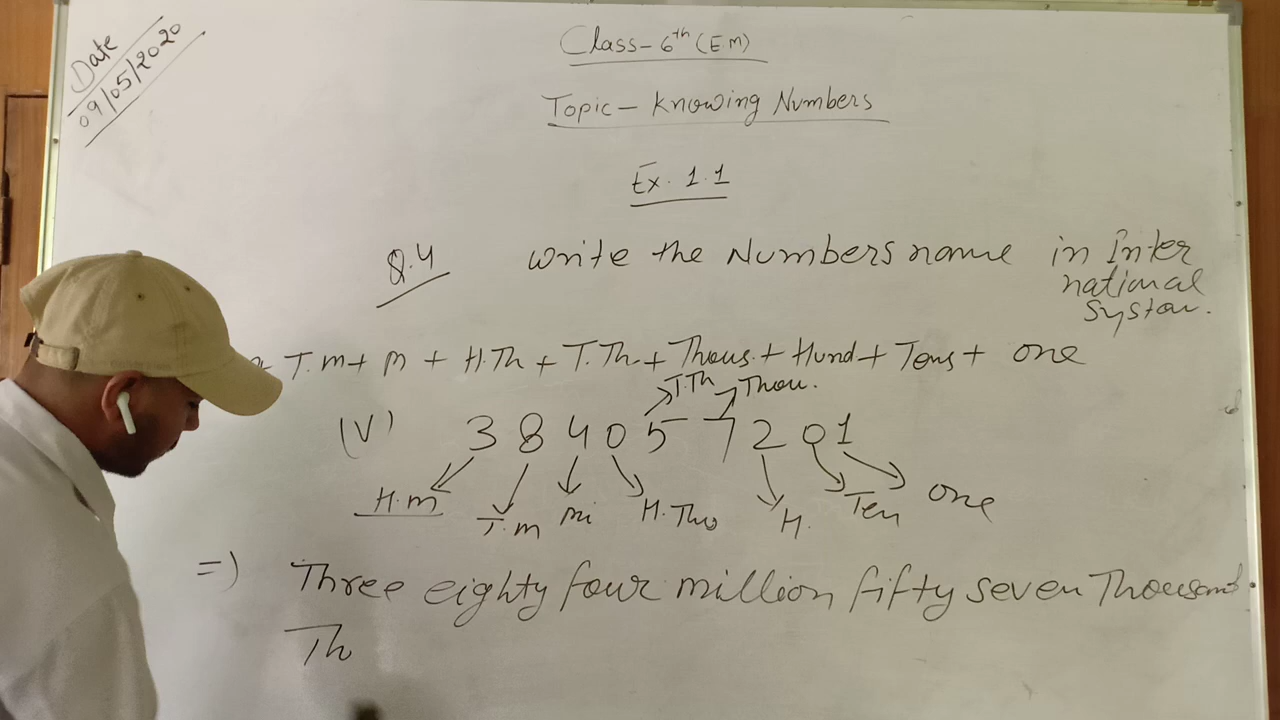 Date
09/05/2020
Class-6th (EM)
Topic - Knowing Numbers
Ex. 1.1
Q.4 Write the Numbers name in Inter
national
System.
T.m + m + H.Th + T.Th. + Thous. + Hund + Tens + one
T.Th Thou.
(V) 3 8 4 0 5 7 2 0 1
H.m T.m mi H.Tho H. Ten one
=) Three eighty four million fifty seven Thousand
Th